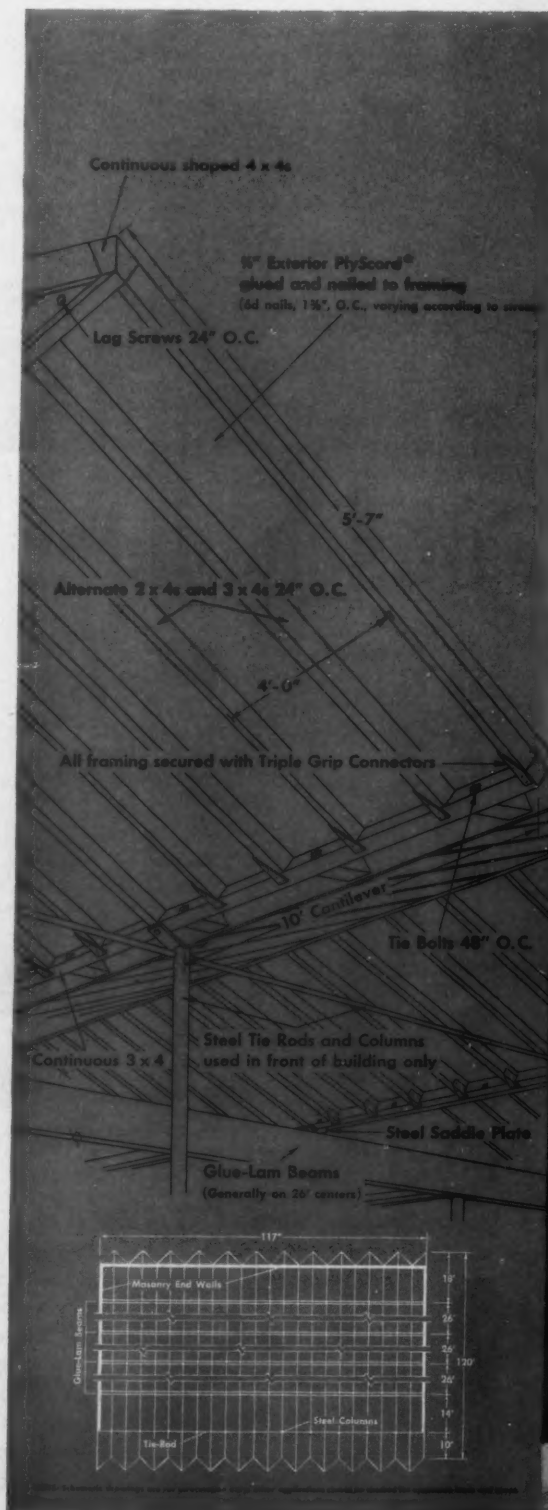 Continuous shaped 4 x 4s
Exterior PlyScord®
glued and nailed to framing
(6d nails, 1⅜", O.C., varying according to
Lag Screws 24" O.C.
5'-7"
Alternate 2 x 4s and 3 x 4s 24" O.C.
4'-0"
All framing secured with Triple Grip Connectors
10' Cantilever
Tie Bolts 48" O.C.
Steel Tie Rods and Columns
used in front of building only
Continuous 3 x 4
Steel Saddle Plate
Glue-Lam Beams
(Generally on 26' centers)
117"
Masonry End Walls
18'
26'
26'
26'
120'
Glue-Lam Beams
14'
Steel Columns
Tie-Rod
10'